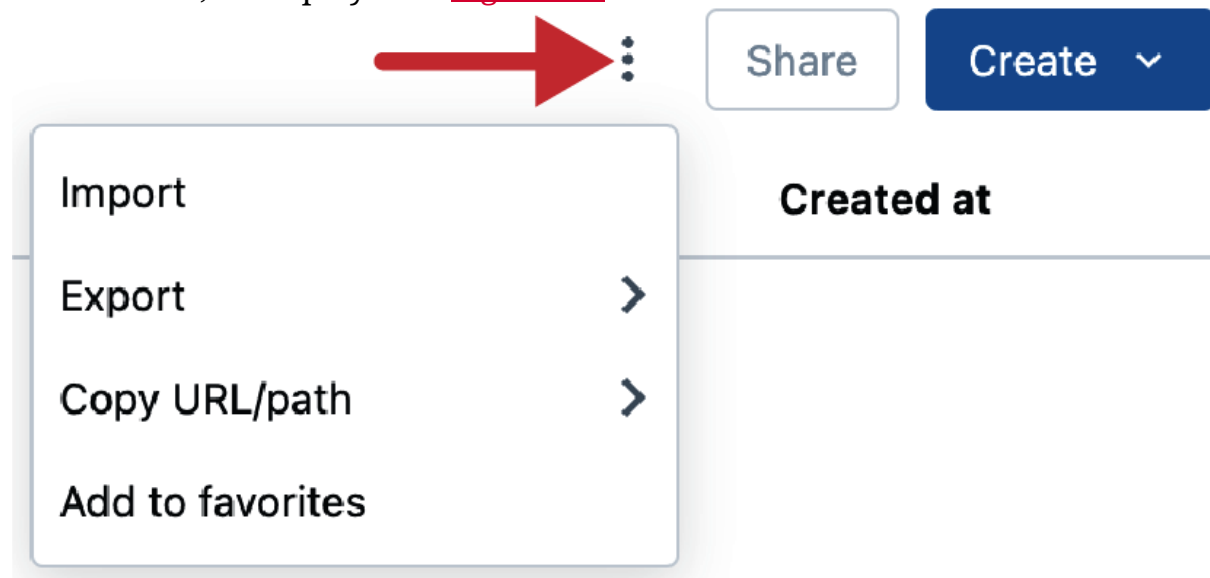 Share
Create
Import
Created at
Export
Copy URL/path
Add to favorites